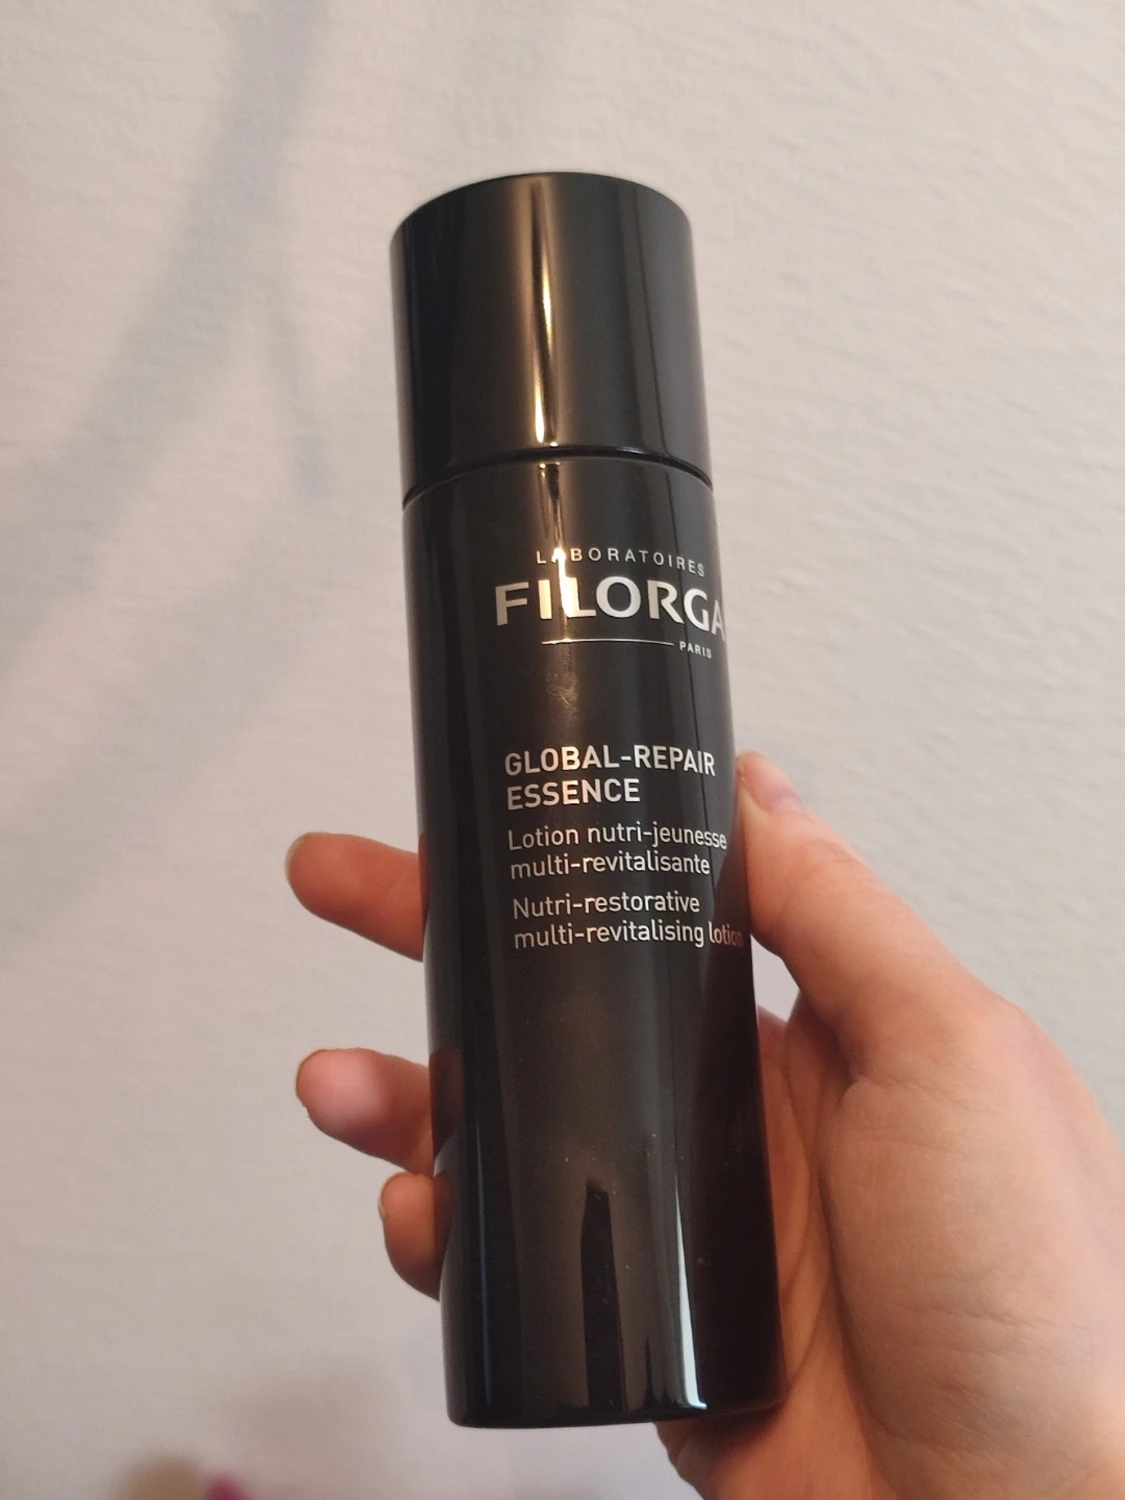 LABORATOIRES
FILORGA
PARIS
GLOBAL-REPAIR
ESSENCE
Lotion nutri-jeunesse
multi-revitalisante
Nutri-restorative
multi-revitalising lotion